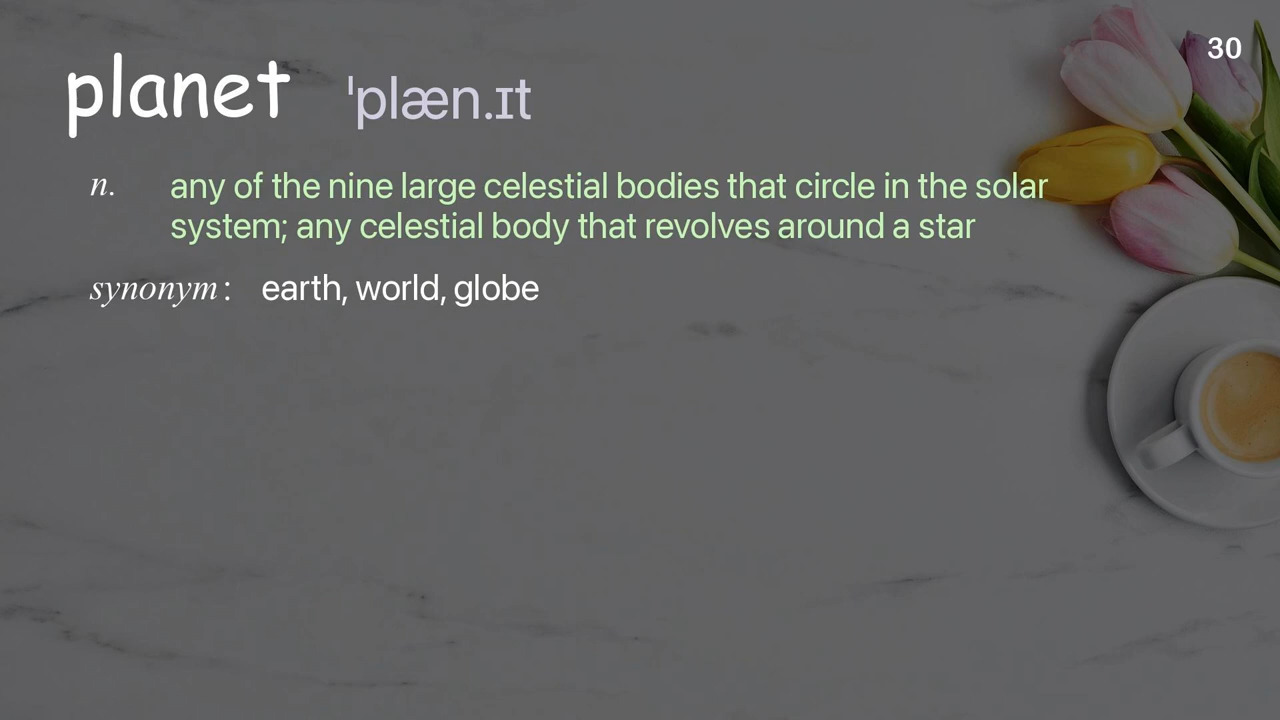 30
planet ˈplæn.ɪt
n. any of the nine large celestial bodies that circle in the solar
system; any celestial body that revolves around a star
synonym: earth, world, globe